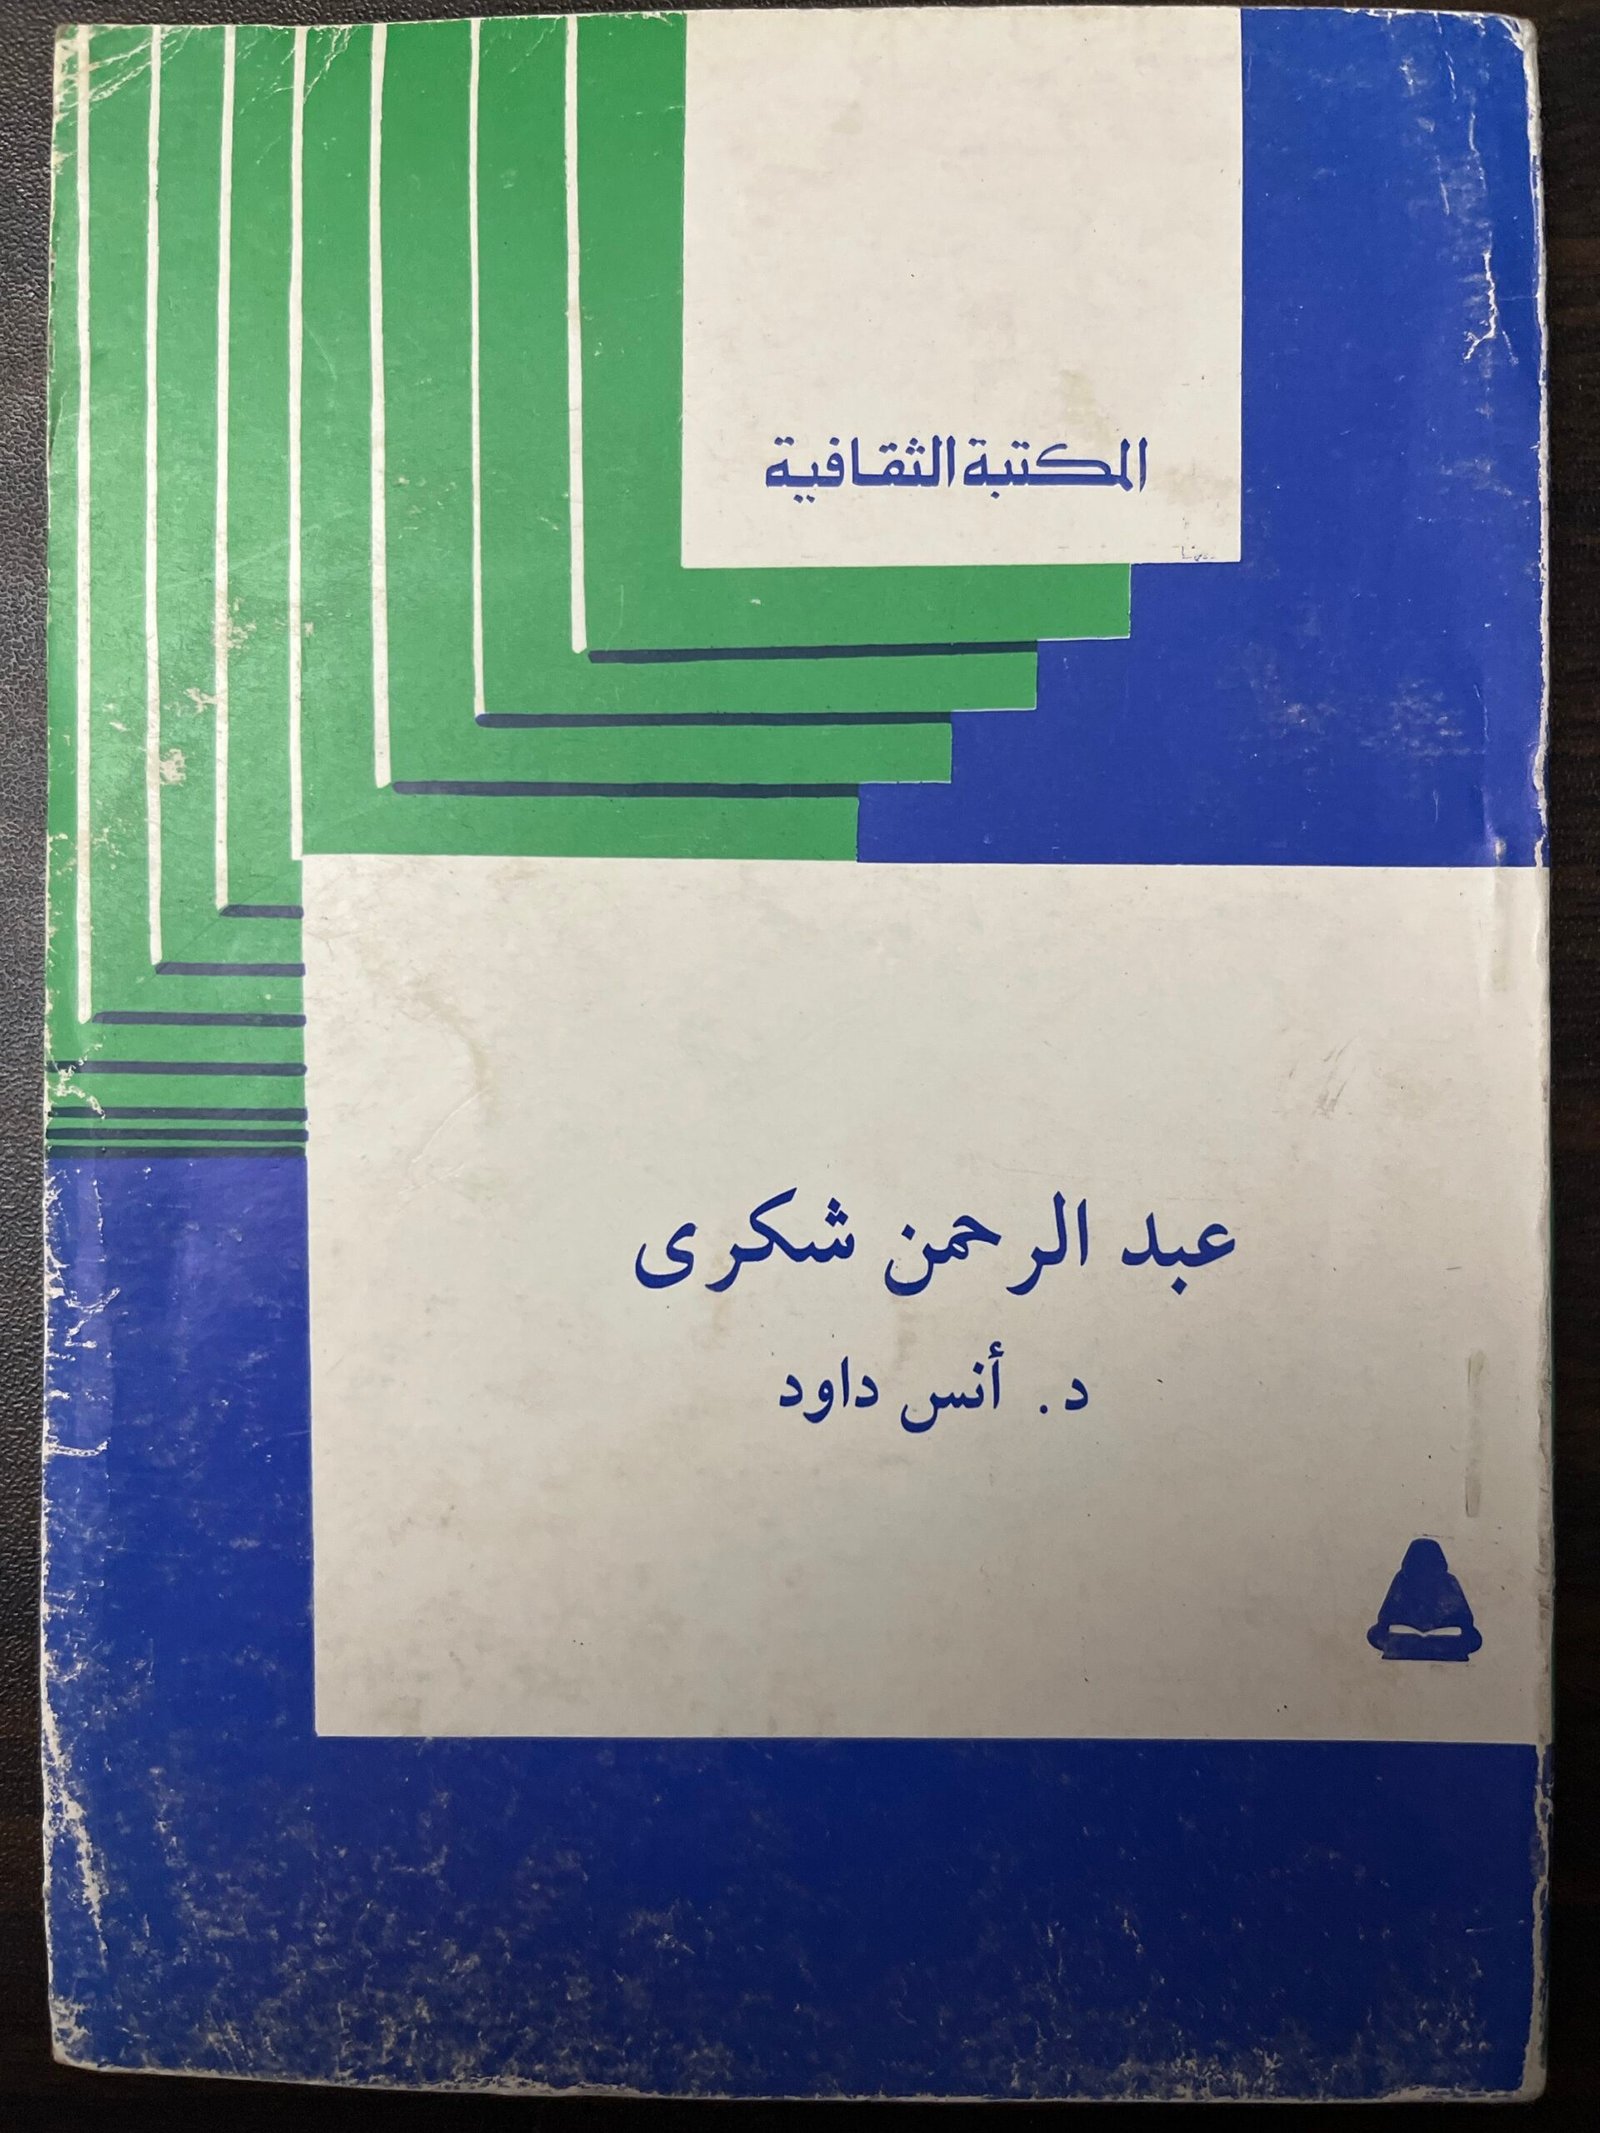 المكتبة الثقافية
عبد الرحمن شكرى
د. أنس داود